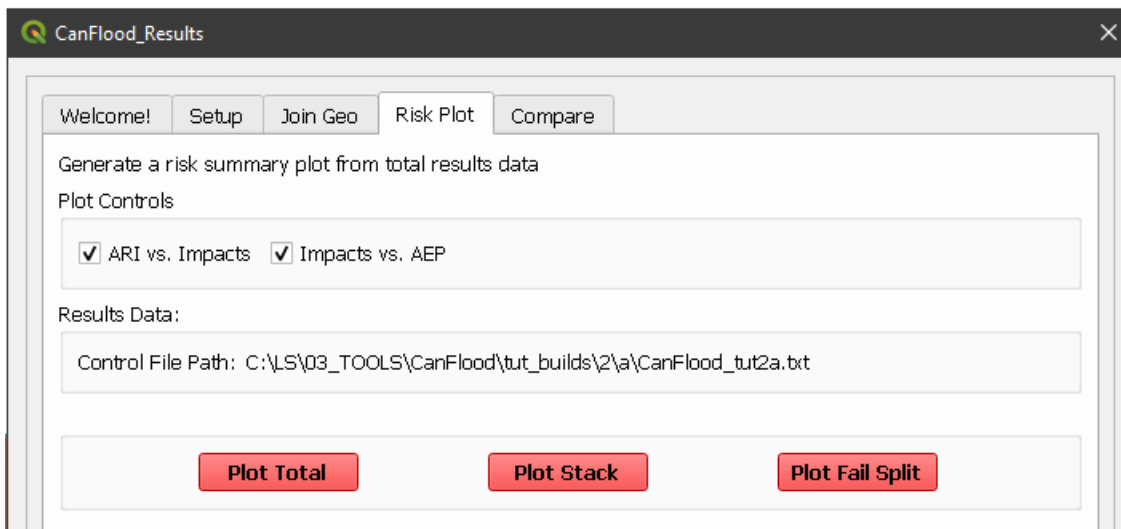 CanFlood_Results
Welcome! Setup Join Geo Risk Plot Compare
Generate a risk summary plot from total results data
Plot Controls
ARI vs. Impacts Impacts vs. AEP
Results Data:
Control File Path: C:\LS\03_TOOLS\CanFlood\tut_builds\2\a\CanFlood_tut2a.txt
Plot Total Plot Stack Plot Fail Split